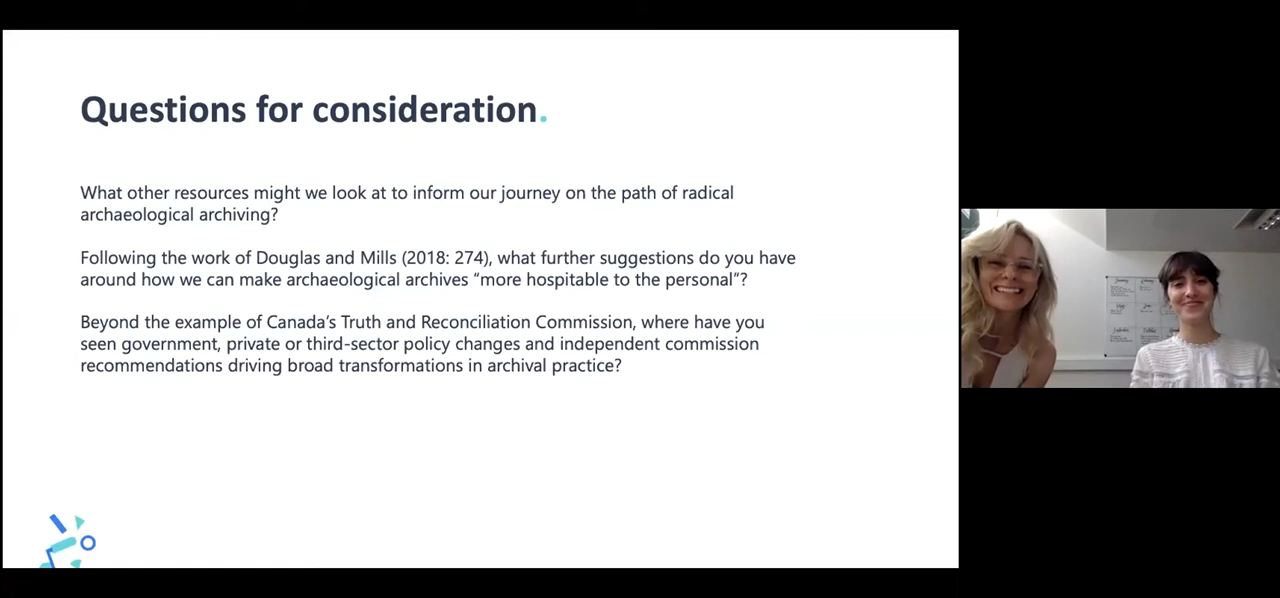 Questions for consideration.
What other resources might we look at to inform our journey on the path of radical
archaeological archiving?
Following the work of Douglas and Mills (2018: 274), what further suggestions do you have
around how we can make archaeological archives “more hospitable to the personal”?
Beyond the example of Canada’s Truth and Reconciliation Commission, where have you
seen government, private or third-sector policy changes and independent commission
recommendations driving broad transformations in archival practice?